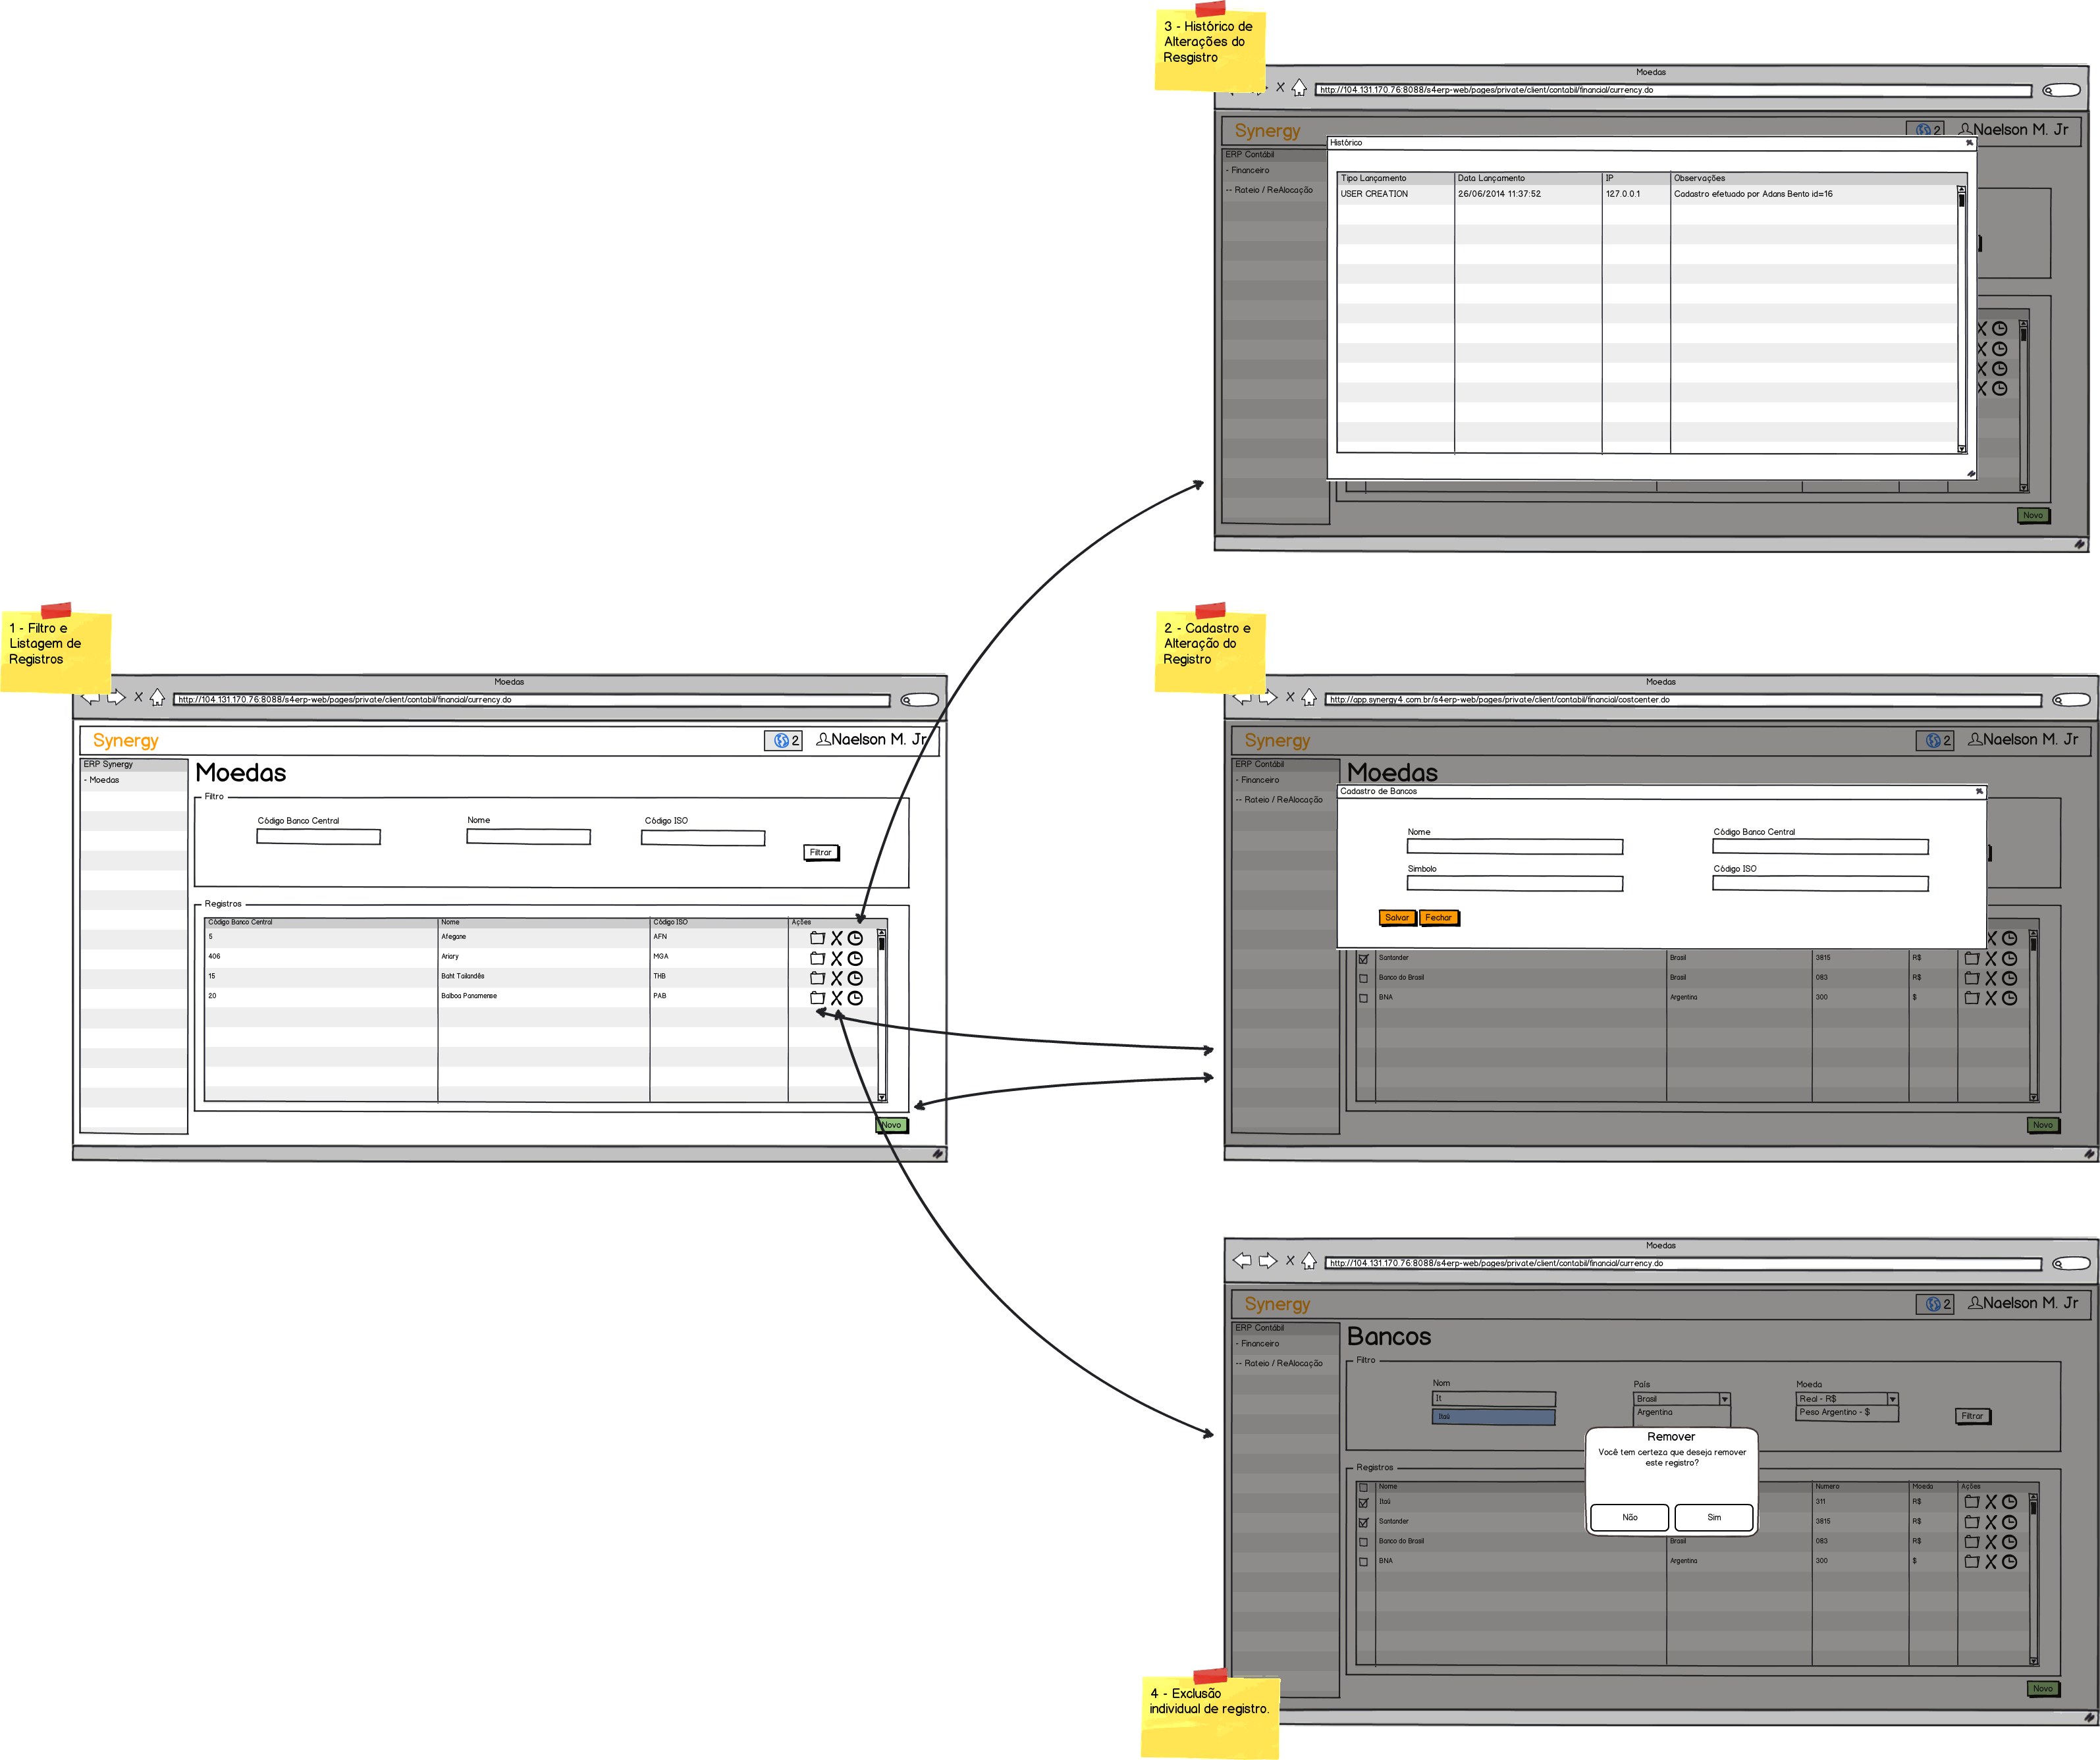 3 - Histórico de
Alterações do
Resgistro
Moedas
http://104.131.170.76:8088/s4erp-web/pages/private/client/contabil/financial/currency.do
Synergy
2
Naelson M. Jr
ERP Contábil
- Financeiro
-- Rateio / ReAlocação
Histórico
Tipo Lançamento Data Lançamento IP Observações
USER CREATION 26/06/2014 11:37:52 127.0.0.1 Cadastro efetuado por Adans Bento id=16
Novo
1 - Filtro e
Listagem de
Registros
Moedas
http://104.131.170.76:8088/s4erp-web/pages/private/client/contabil/financial/currency.do
Synergy
2
Naelson M. Jr
ERP Synergy
- Moedas
Moedas
Filtro
Código Banco Central Nome Código ISO
Filtrar
Registros
Código Banco Central Nome Código ISO Ações
5 Afegane AFN
406 Ariary MGA
15 Baht Tailandês THB
20 Balboa Panamense PAB
Novo
2 - Cadastro e
Alteração do
Registro
Moedas
http://app.synergy4.com.br/s4erp-web/pages/private/client/contabil/financial/costcenter.do
Synergy
2
Naelson M. Jr
ERP Contábil
- Financeiro
-- Rateio / ReAlocação
Moedas
Cadastro de Bancos
Nome Código Banco Central
Simbolo Código ISO
Salvar Fechar
Santander Brasil 3815 R$
Banco do Brasil Brasil 083 R$
BNA Argentina 300 $
Novo
Moedas
http://104.131.170.76:8088/s4erp-web/pages/private/client/contabil/financial/currency.do
Synergy
2
Naelson M. Jr
ERP Contábil
- Financeiro
-- Rateio / ReAlocação
Bancos
Filtro
Nom País Moeda
It Brasil Real - R$
Itaú Argentina Peso Argentino - $
Filtrar
Remover
Você tem certeza que deseja remover
este registro?
Não Sim
Registros
Nome Numero Moeda Ações
Itaú 311 R$
Santander 3815 R$
Banco do Brasil Brasil 083 R$
BNA Argentina 300 $
Novo
4 - Exclusão
individual de registro.